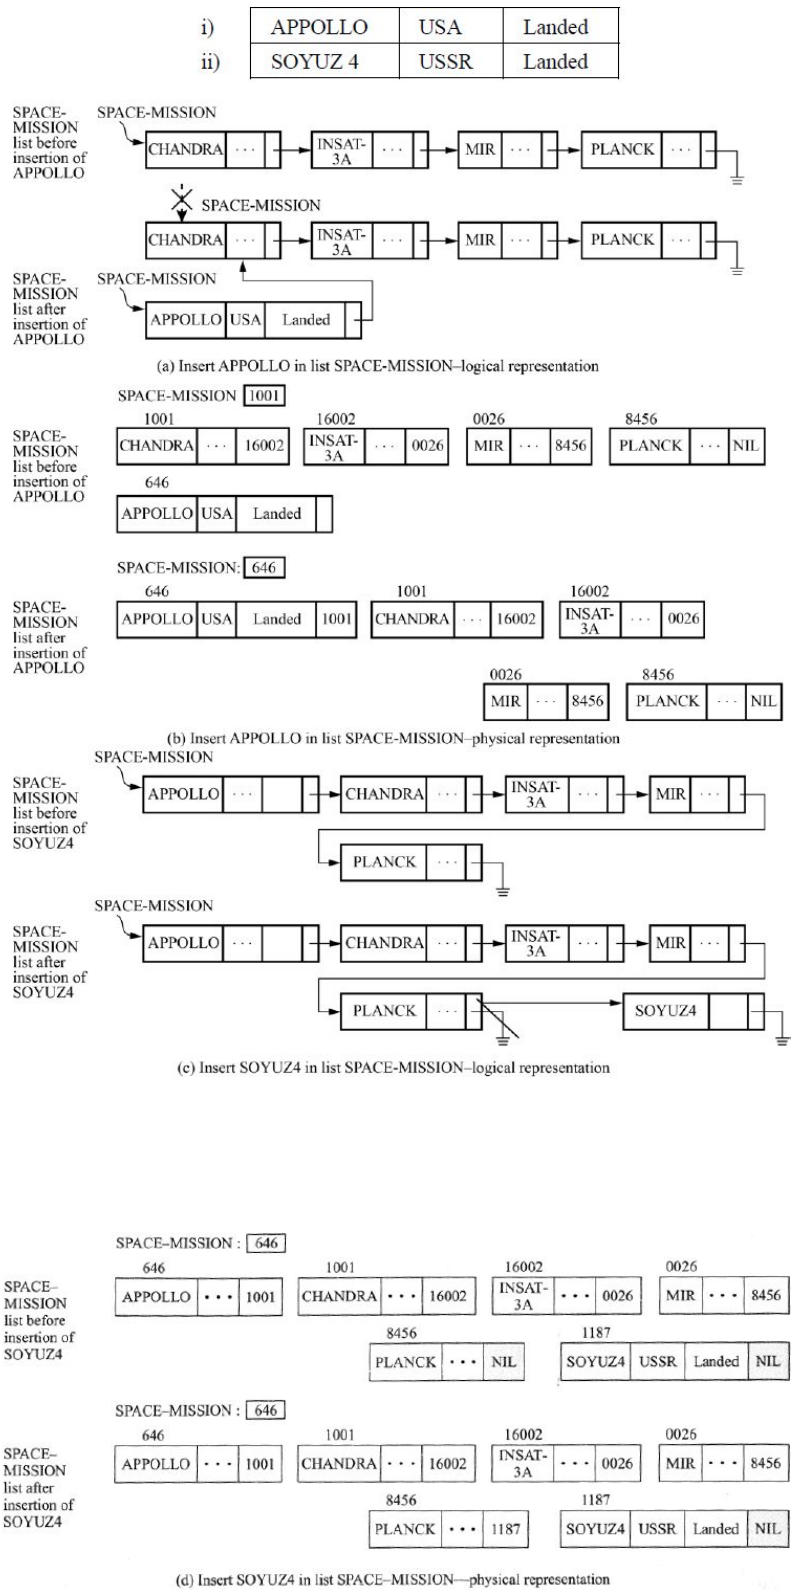 i) APPOLLO USA Landed
ii) SOYUZ 4 USSR Landed
SPACE-
MISSION
list before
insertion of
APPOLLO
SPACE-MISSION
CHANDRA ... INSAT-
3A ... MIR ... PLANCK ...
SPACE-MISSION
CHANDRA ... INSAT-
3A ... MIR ... PLANCK ...
SPACE-
MISSION
list after
insertion of
APPOLLO
SPACE-MISSION
APPOLLO USA Landed
(a) Insert APPOLLO in list SPACE-MISSION–logical representation
SPACE-MISSION 1001
SPACE-
MISSION
list before
insertion of
APPOLLO
1001 16002 0026 8456
CHANDRA ... 16002 INSAT-
3A ... 0026 MIR ... 8456 PLANCK ... NIL
646
APPOLLO USA Landed
SPACE-MISSION: 646
SPACE-
MISSION
list after
insertion of
APPOLLO
646 1001 16002
APPOLLO USA Landed 1001 CHANDRA ... 16002 INSAT-
3A ... 0026
0026 8456
MIR ... 8456 PLANCK ... NIL
(b) Insert APPOLLO in list SPACE-MISSION–physical representation
SPACE-MISSION
SPACE-
MISSION
list before
insertion of
SOYUZ4
APPOLLO ... CHANDRA ... INSAT-
3A ... MIR ...
PLANCK ...
SPACE-MISSION
SPACE-
MISSION
list after
insertion of
SOYUZ4
APPOLLO ... CHANDRA ... INSAT-
3A ... MIR ...
PLANCK ... SOYUZ4
(c) Insert SOYUZ4 in list SPACE-MISSION–logical representation
SPACE–MISSION : 646
SPACE–
MISSION
list before
insertion of
SOYUZ4
646 1001 16002 0026
APPOLLO ... 1001 CHANDRA ... 16002 INSAT-
3A ... 0026 MIR ... 8456
8456 1187
PLANCK ... NIL SOYUZ4 USSR Landed NIL
SPACE–MISSION : 646
SPACE–
MISSION
list after
insertion of
SOYUZ4
646 1001 16002 0026
APPOLLO ... 1001 CHANDRA ... 16002 INSAT-
3A ... 0026 MIR ... 8456
8456 1187
PLANCK ... 1187 SOYUZ4 USSR Landed NIL
(d) Insert SOYUZ4 in list SPACE–MISSION—physical representation